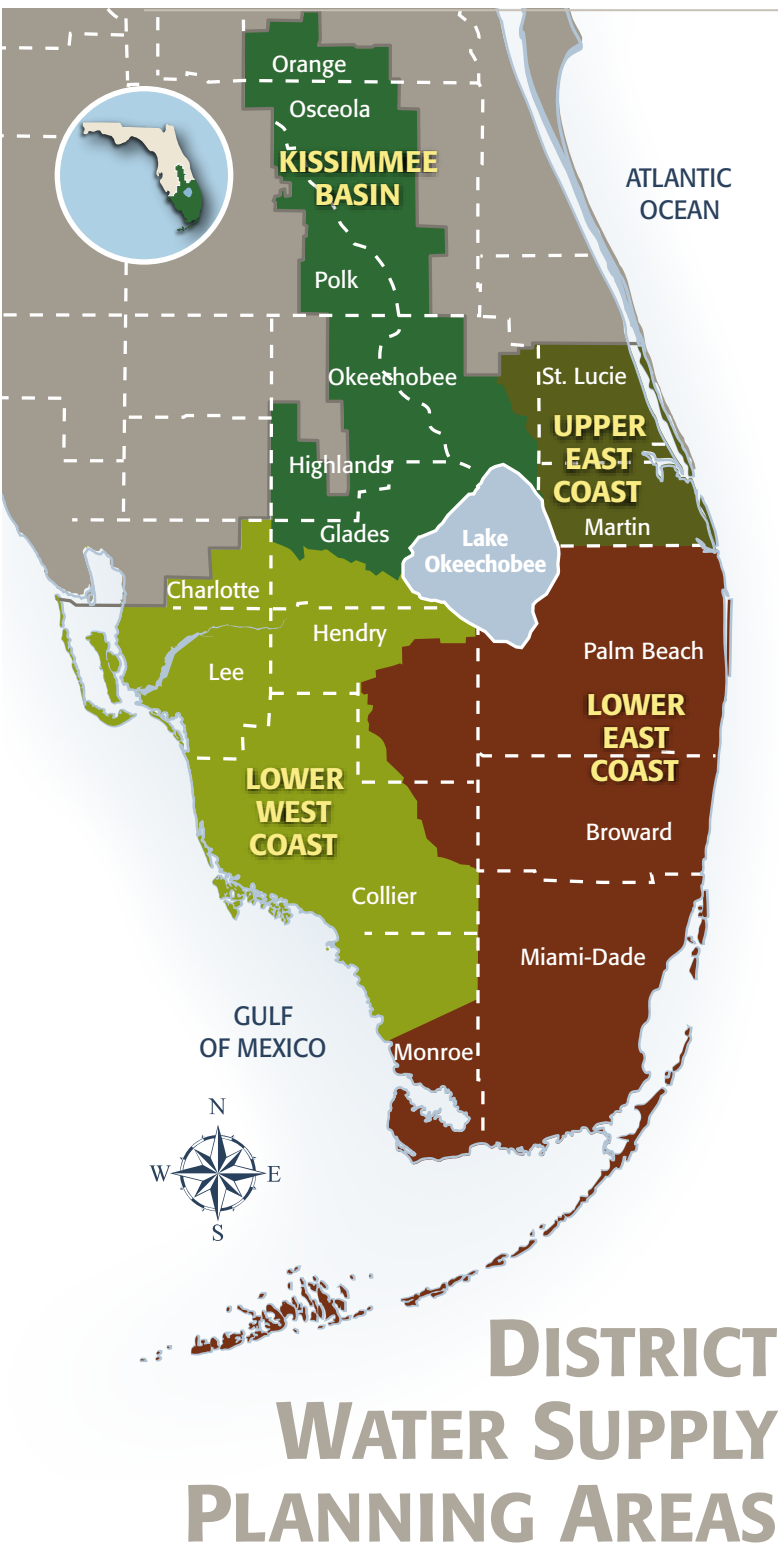 Orange
Osceola
KISSIMMEE
BASIN
ATLANTIC
OCEAN
Polk
Okeechobee
St. Lucie
UPPER
EAST
COAST
Highlands
Martin
Glades
Lake
Okeechobee
Charlotte
Hendry
Lee
Palm Beach
LOWER
EAST
COAST
LOWER
WEST
COAST
Broward
Collier
Miami-Dade
GULF
OF MEXICO
Monroe
N
W
E
S
DISTRICT
WATER SUPPLY
PLANNING AREAS